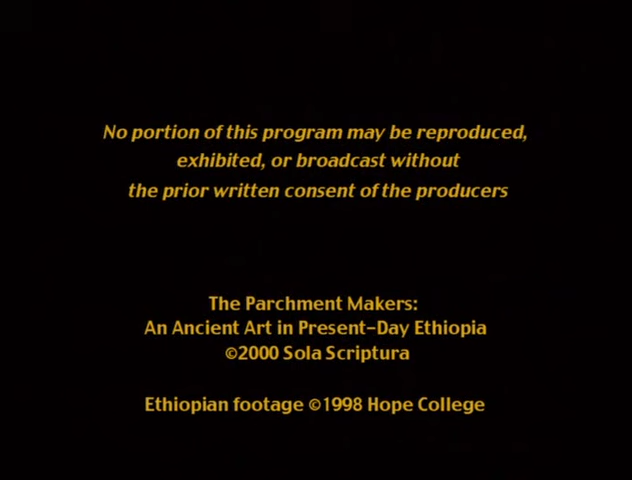 No portion of this program may be reproduced,
exhibited, or broadcast without
the prior written consent of the producers
The Parchment Makers:
An Ancient Art in Present-Day Ethiopia
©2000 Sola Scriptura
Ethiopian footage ©1998 Hope College